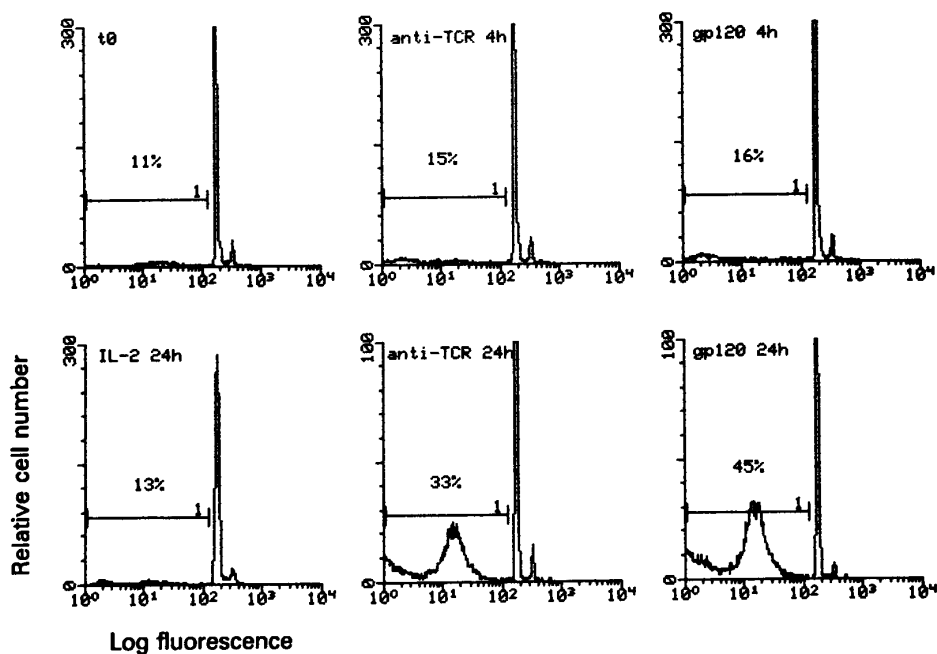 300
t0
11%
1
0
10⁰ 10¹ 10² 10³ 10⁴
300
anti-TCR 4h
15%
1
0
10⁰ 10¹ 10² 10³ 10⁴
300
gp120 4h
16%
1
0
10⁰ 10¹ 10² 10³ 10⁴
Relative cell number
300
IL-2 24h
13%
1
0
10⁰ 10¹ 10² 10³ 10⁴
100
anti-TCR 24h
33%
1
0
10⁰ 10¹ 10² 10³ 10⁴
100
gp120 24h
45%
1
0
10⁰ 10¹ 10² 10³ 10⁴
Log fluorescence